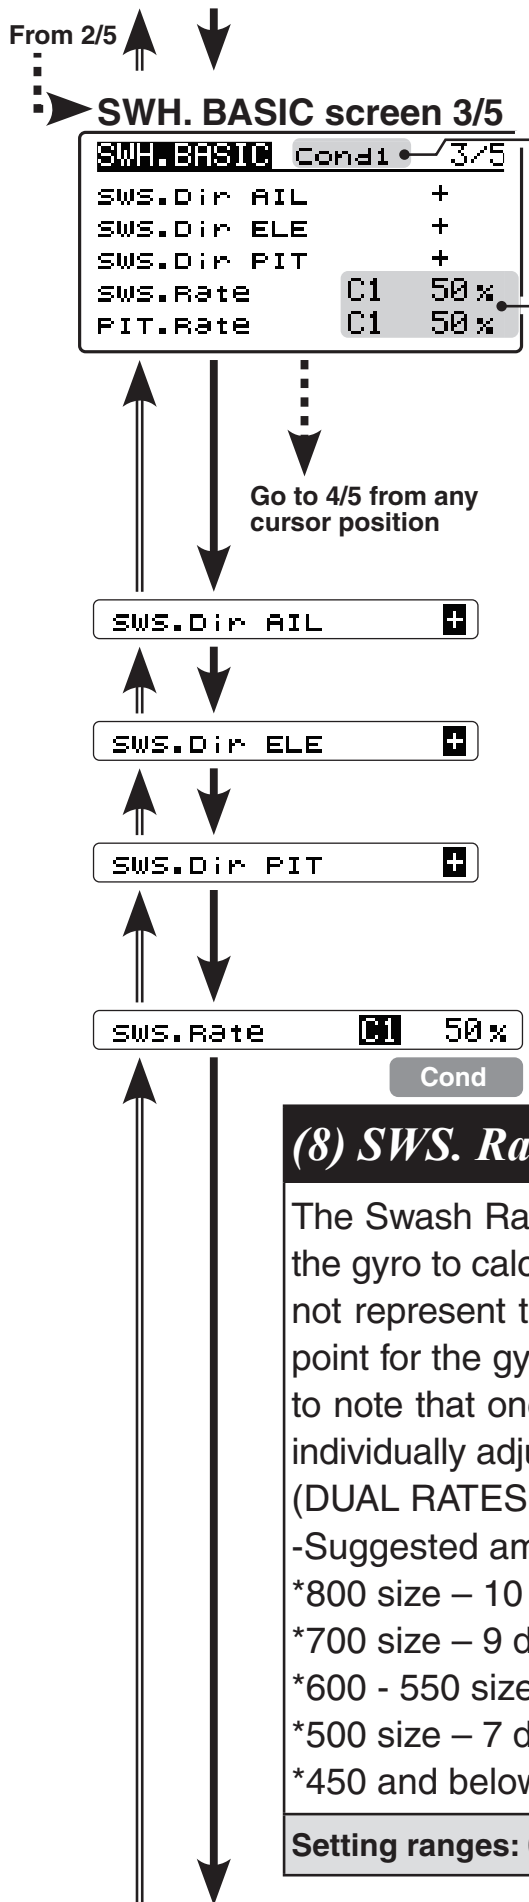 From 2/5
SWH. BASIC screen 3/5
SWH.BASIC Cond1 3/5
SWS.Dir AIL +
SWS.Dir ELE +
SWS.Dir PIT +
SWS.Rate C1 50%
PIT.Rate C1 50%
Go to 4/5 from any
cursor position
SWS.Dir AIL +
SWS.Dir ELE +
SWS.Dir PIT +
SWS.Rate C1 50%
Cond
(8) SWS. Ra
The Swash Ra
the gyro to calc
not represent t
point for the gy
to note that on
individually adju
(DUAL RATES
-Suggested am
*800 size – 10
*700 size – 9 d
*600 - 550 size
*500 size – 7 d
*450 and below
Setting ranges: